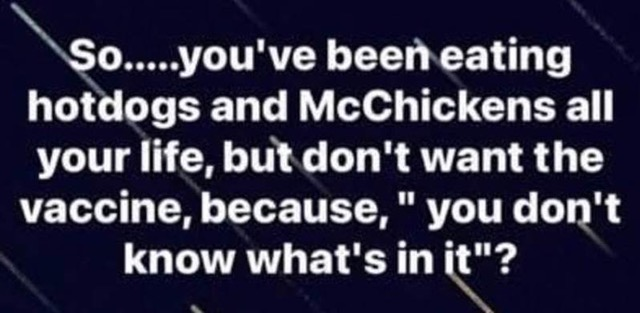 So.....you've been eating
hotdogs and McChickens all
your life, but don't want the
vaccine, because, " you don't
know what's in it"?